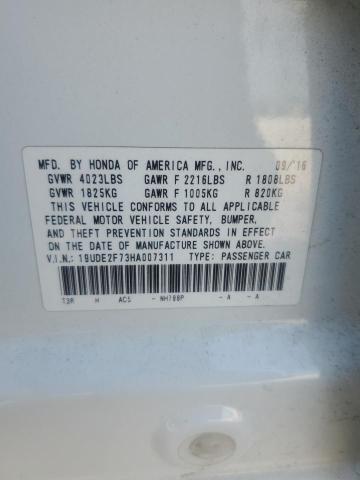 MFD. BY HONDA OF AMERICA MFG., INC. 09/16
GVWR 4023LBS GAWR F 2216LBS R 1808LBS
GVWR 1825KG GAWR F 1005KG R 820KG
THIS VEHICLE CONFORMS TO ALL APPLICABLE
FEDERAL MOTOR VEHICLE SAFETY, BUMPER,
AND THEFT PREVENTION STANDARDS IN EFFECT
ON THE DATE OF MANUFACTURE SHOWN ABOVE.
V.I.N.: 19UDE2F73HA007311 TYPE: PASSENGER CAR
T3R H AC5 - NH788P - A - A